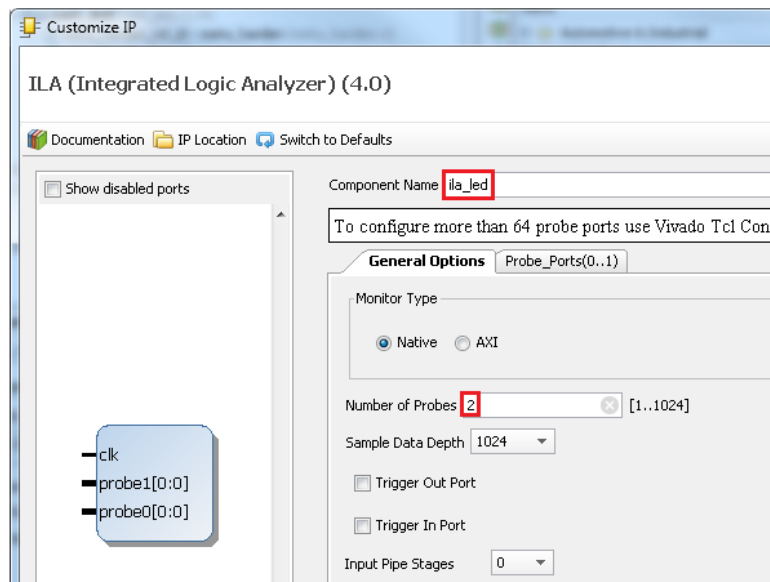 Customize IP
ILA (Integrated Logic Analyzer) (4.0)
Documentation IP Location Switch to Defaults
Show disabled ports
Component Name ila_led
To configure more than 64 probe ports use Vivado Tcl Con
General Options Probe_Ports(0..1)
Monitor Type
Native AXI
Number of Probes 2 [1..1024]
Sample Data Depth 1024
Trigger Out Port
Trigger In Port
Input Pipe Stages 0
clk
probe1[0:0]
probe0[0:0]